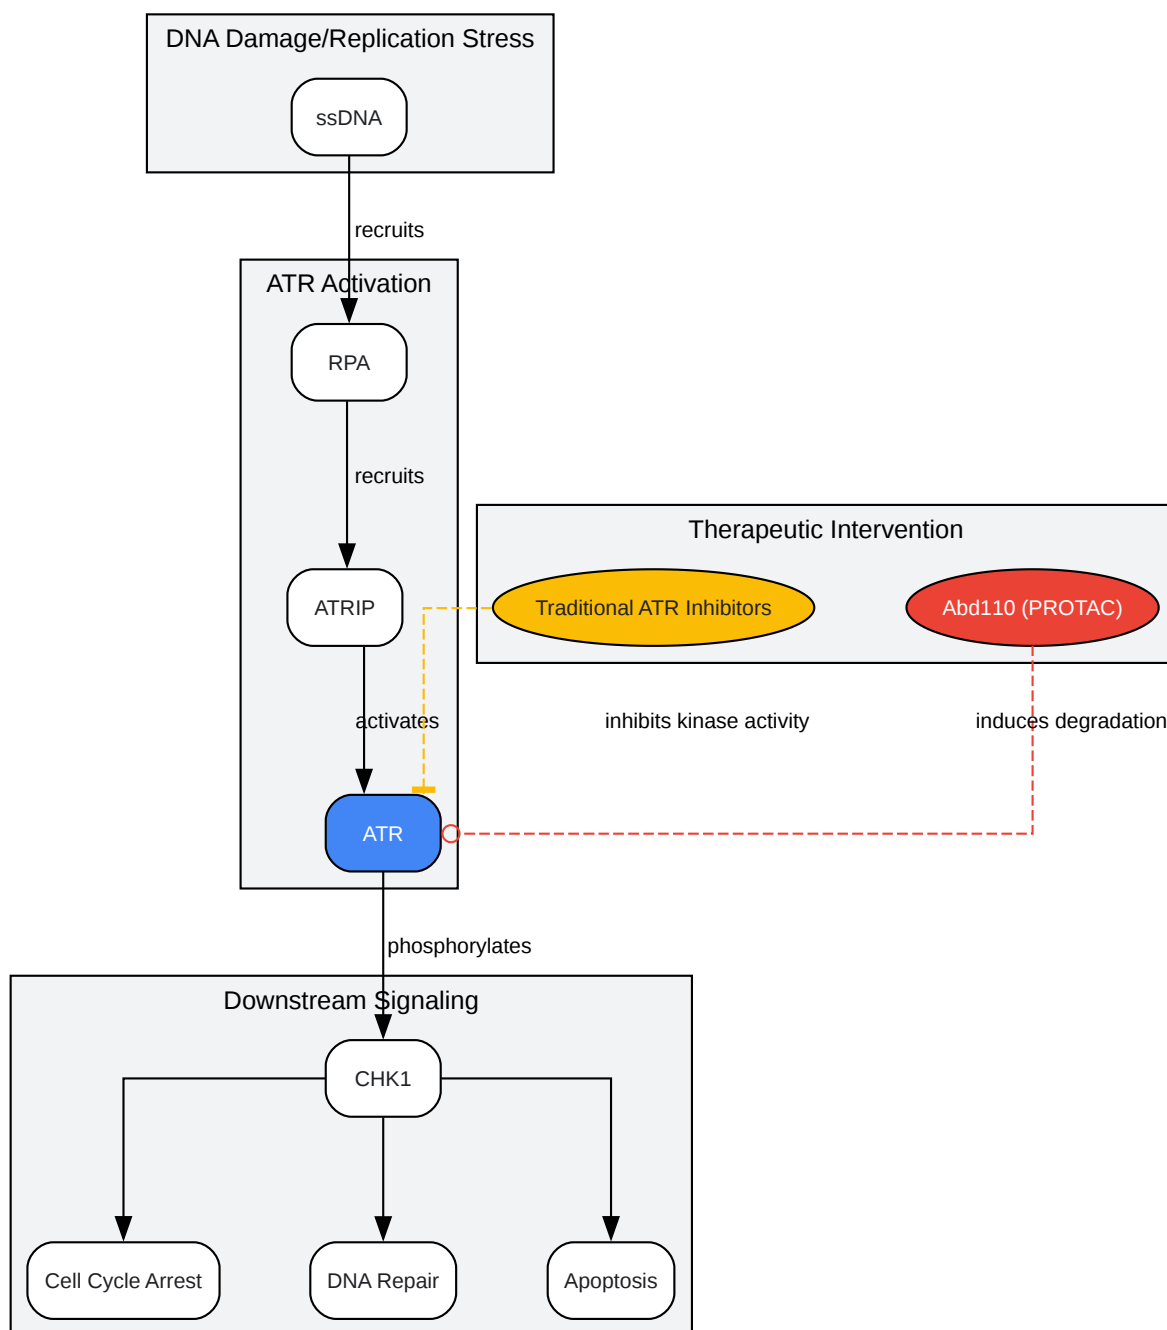 DNA Damage/Replication Stress
ssDNA
recruits
ATR Activation
RPA
recruits
Therapeutic Intervention
ATRIP
Traditional ATR Inhibitors
Abd110 (PROTAC)
activates
inhibits kinase activity
induces degradation
ATR
phosphorylates
Downstream Signaling
CHK1
Cell Cycle Arrest
DNA Repair
Apoptosis